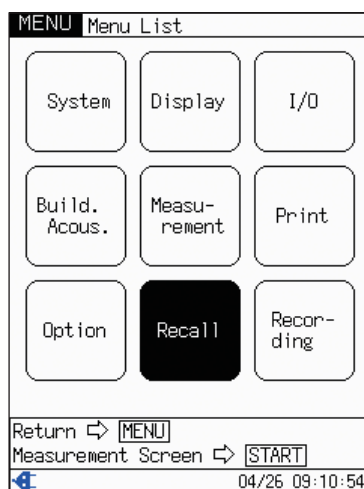 MENU Menu List
System Display I/O
Build. Acous. Measu- rement Print
Option Recall Recor- ding
Return ⇨ MENU
Measurement Screen ⇨ START
04/26 09:10:54